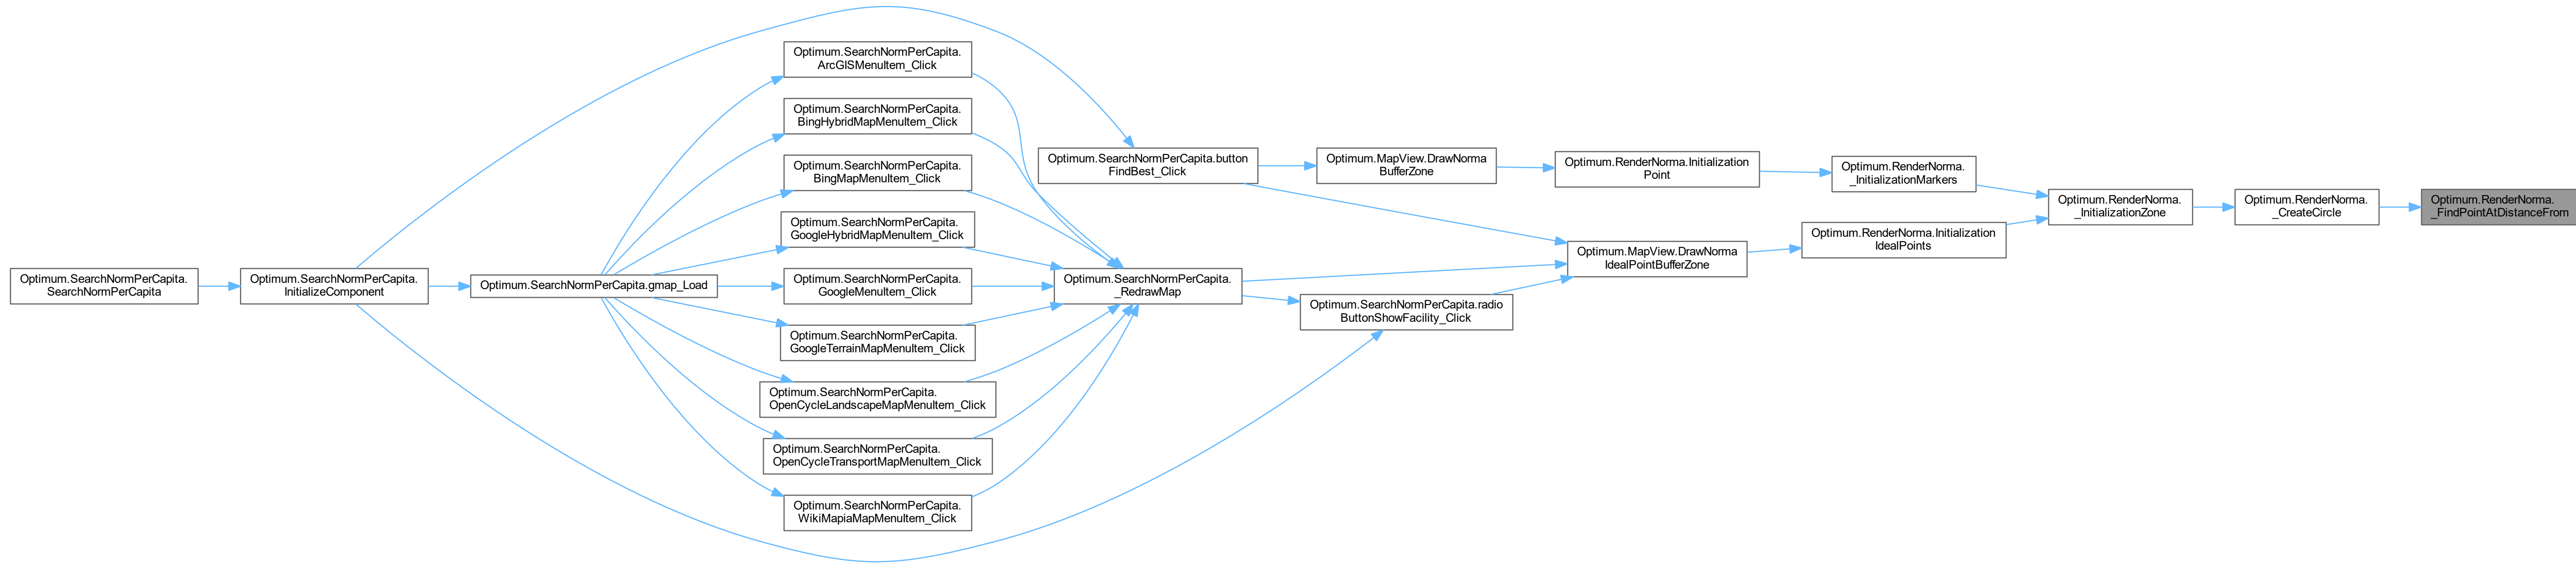 Optimum.SearchNormPerCapita.
SearchNormPerCapita
Optimum.SearchNormPerCapita.
InitializeComponent
Optimum.SearchNormPerCapita.gmap_Load
Optimum.SearchNormPerCapita.
ArcGISMenuItem_Click
Optimum.SearchNormPerCapita.
BingHybridMapMenuItem_Click
Optimum.SearchNormPerCapita.
BingMapMenuItem_Click
Optimum.SearchNormPerCapita.
GoogleHybridMapMenuItem_Click
Optimum.SearchNormPerCapita.
GoogleMenuItem_Click
Optimum.SearchNormPerCapita.
GoogleTerrainMapMenuItem_Click
Optimum.SearchNormPerCapita.
OpenCycleLandscapeMapMenuItem_Click
Optimum.SearchNormPerCapita.
OpenCycleTransportMapMenuItem_Click
Optimum.SearchNormPerCapita.
WikiMapiaMapMenuItem_Click
Optimum.SearchNormPerCapita.button
FindBest_Click
Optimum.SearchNormPerCapita.
_RedrawMap
Optimum.MapView.DrawNorma
BufferZone
Optimum.SearchNormPerCapita.radio
ButtonShowFacility_Click
Optimum.RenderNorma.Initialization
Point
Optimum.MapView.DrawNorma
IdealPointBufferZone
Optimum.RenderNorma.
_InitializationMarkers
Optimum.RenderNorma.Initialization
IdealPoints
Optimum.RenderNorma.
_InitializationZone
Optimum.RenderNorma.
_CreateCircle
Optimum.RenderNorma.
_FindPointAtDistanceFrom